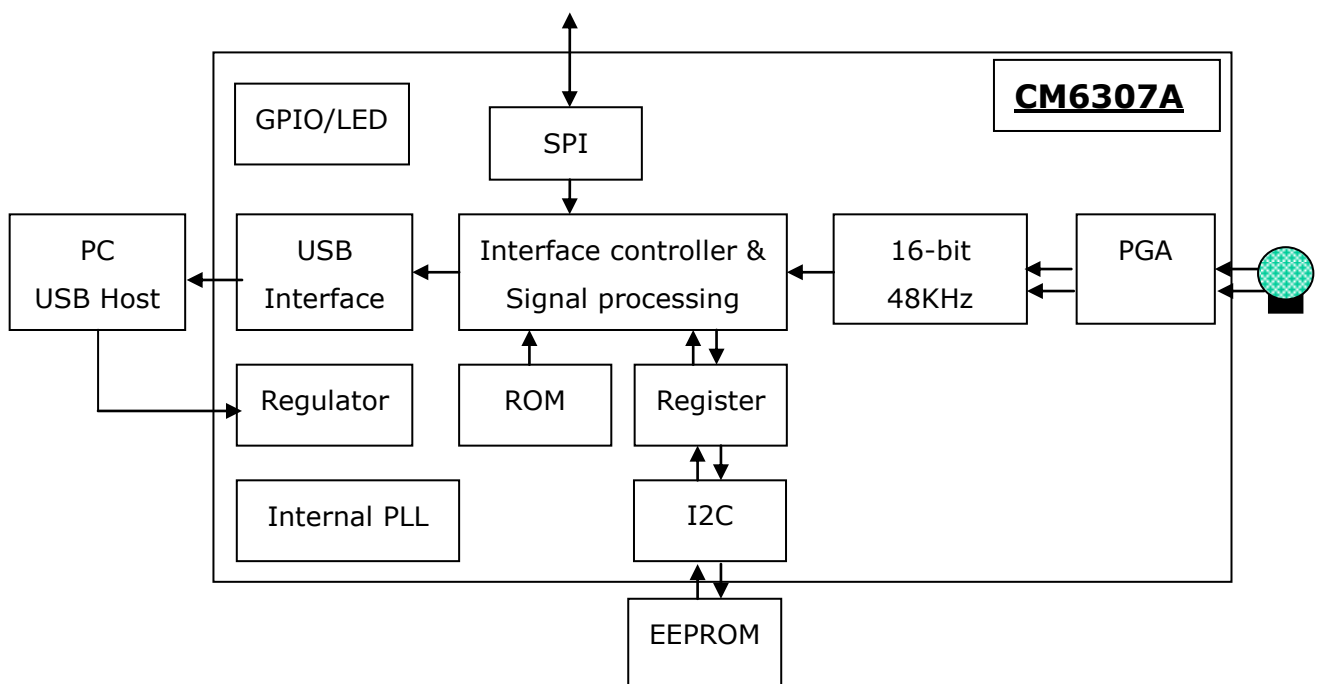 CM6307A
GPIO/LED
SPI
PC
USB Host
USB
Interface
Interface controller &
Signal processing
16-bit
48KHz
PGA
Regulator
ROM
Register
Internal PLL
I2C
EEPROM